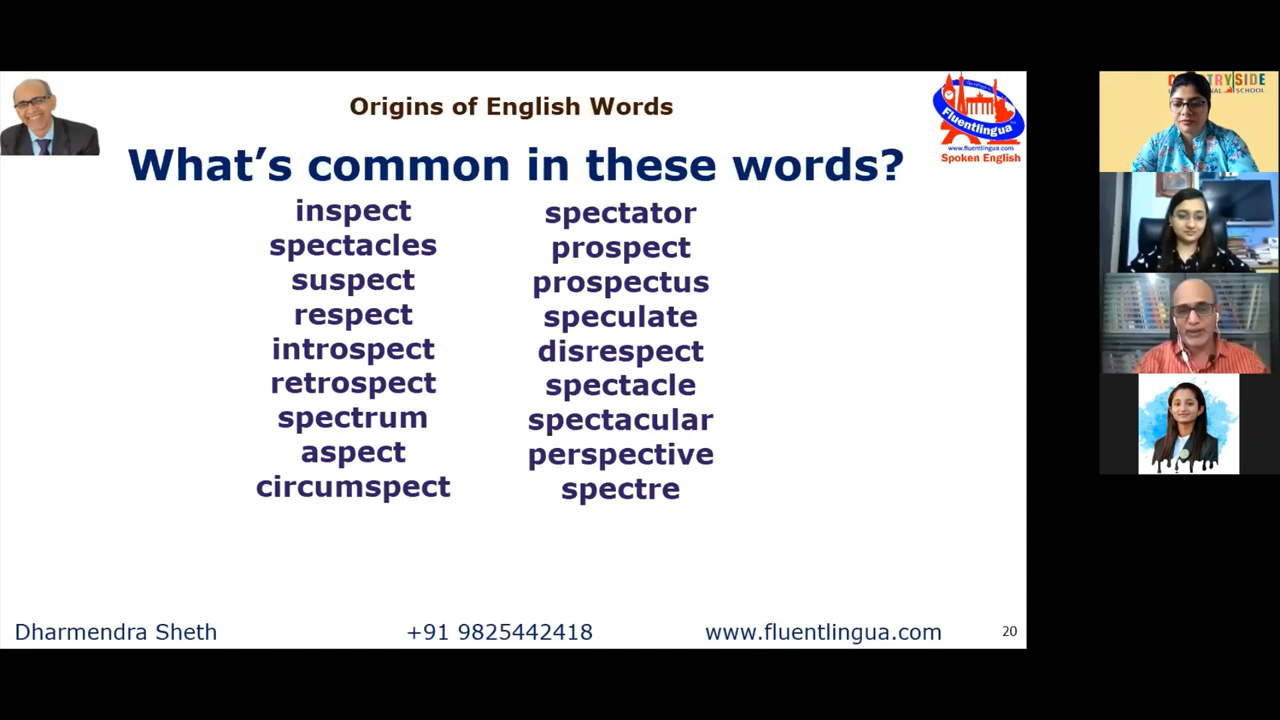 Origins of English Words
What's common in these words?
inspect
spectacles
suspect
respect
introspect
retrospect
spectrum
aspect
circumspect
spectator
prospect
prospectus
speculate
disrespect
spectacle
spectacular
perspective
spectre
Fluentlingua
www.fluentlingua.com
Spoken English
Dharmendra Sheth
+91 9825442418
www.fluentlingua.com
20
SCHOOL